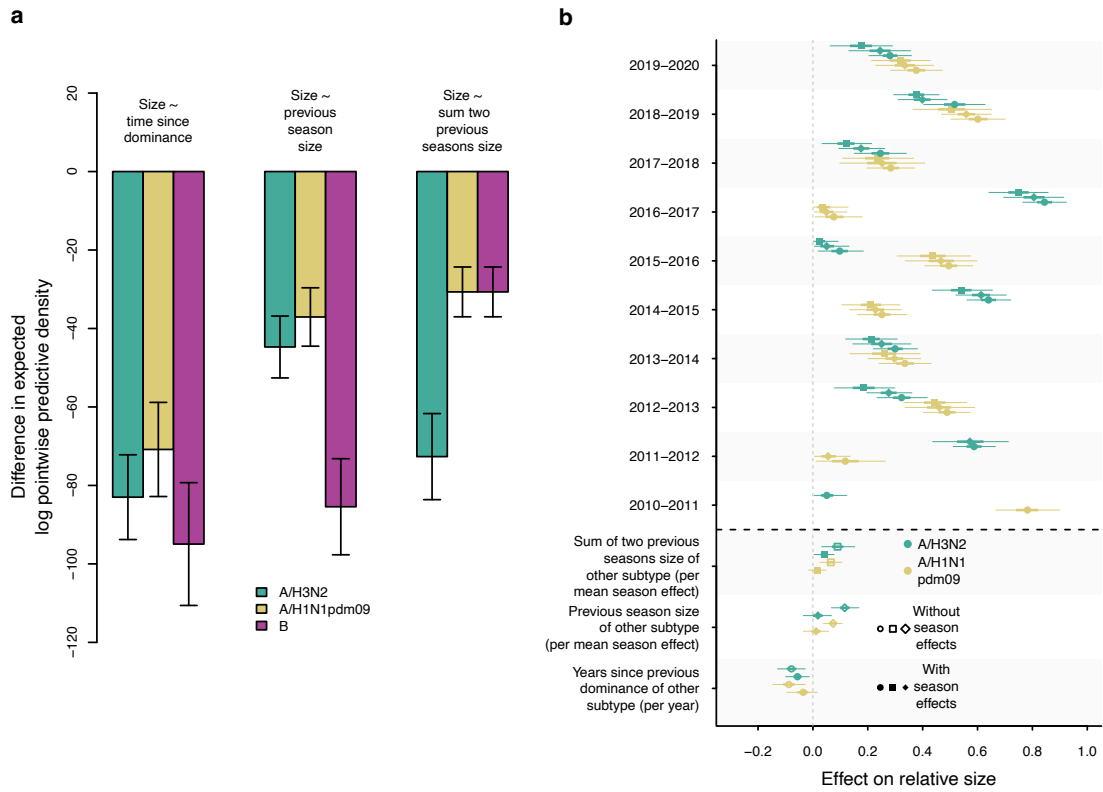 a
b
Size ~
time since
dominance
Size ~
previous
season
size
Size ~
sum two
previous
seasons size
Difference in expected
log pointwise predictive density
20
0
−20
−40
−60
−80
−100
−120
A/H3N2
A/H1N1pdm09
B
2019−2020
2018−2019
2017−2018
2016−2017
2015−2016
2014−2015
2013−2014
2012−2013
2011−2012
2010−2011
Sum of two previous
seasons size of
other subtype (per
mean season effect)
Previous season size
of other subtype
(per mean season effect)
Years since previous
dominance of other
subtype (per year)
A/H3N2
A/H1N1
pdm09
Without
season
effects
With
season
effects
−0.2
0.0
0.2
0.4
0.6
0.8
1.0
Effect on relative size